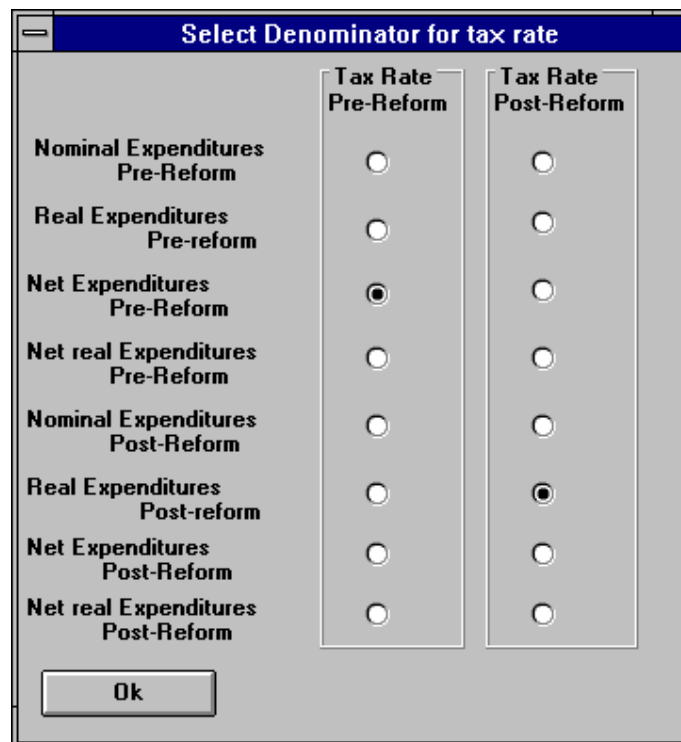 Select Denominator for tax rate
Tax Rate
Pre-Reform
Tax Rate
Post-Reform
Nominal Expenditures
Pre-Reform
Real Expenditures
Pre-reform
Net Expenditures
Pre-Reform
Net real Expenditures
Pre-Reform
Nominal Expenditures
Post-Reform
Real Expenditures
Post-reform
Net Expenditures
Post-Reform
Net real Expenditures
Post-Reform
Ok